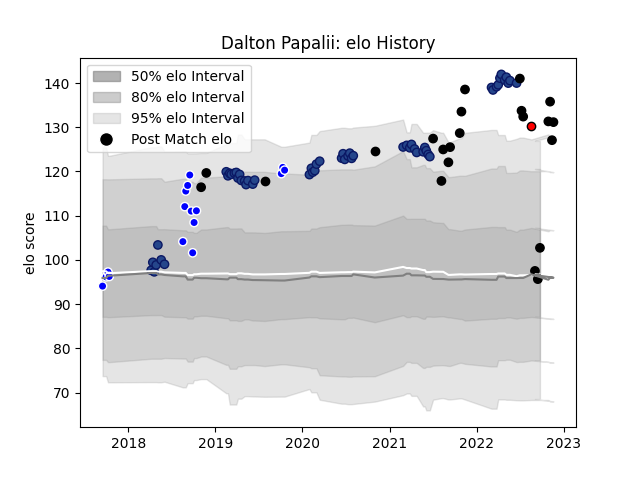 Dalton Papalii: elo History
50% elo Interval
80% elo Interval
95% elo Interval
Post Match elo
elo score
140
130
120
110
100
90
80
70
2018
2019
2020
2021
2022
2023